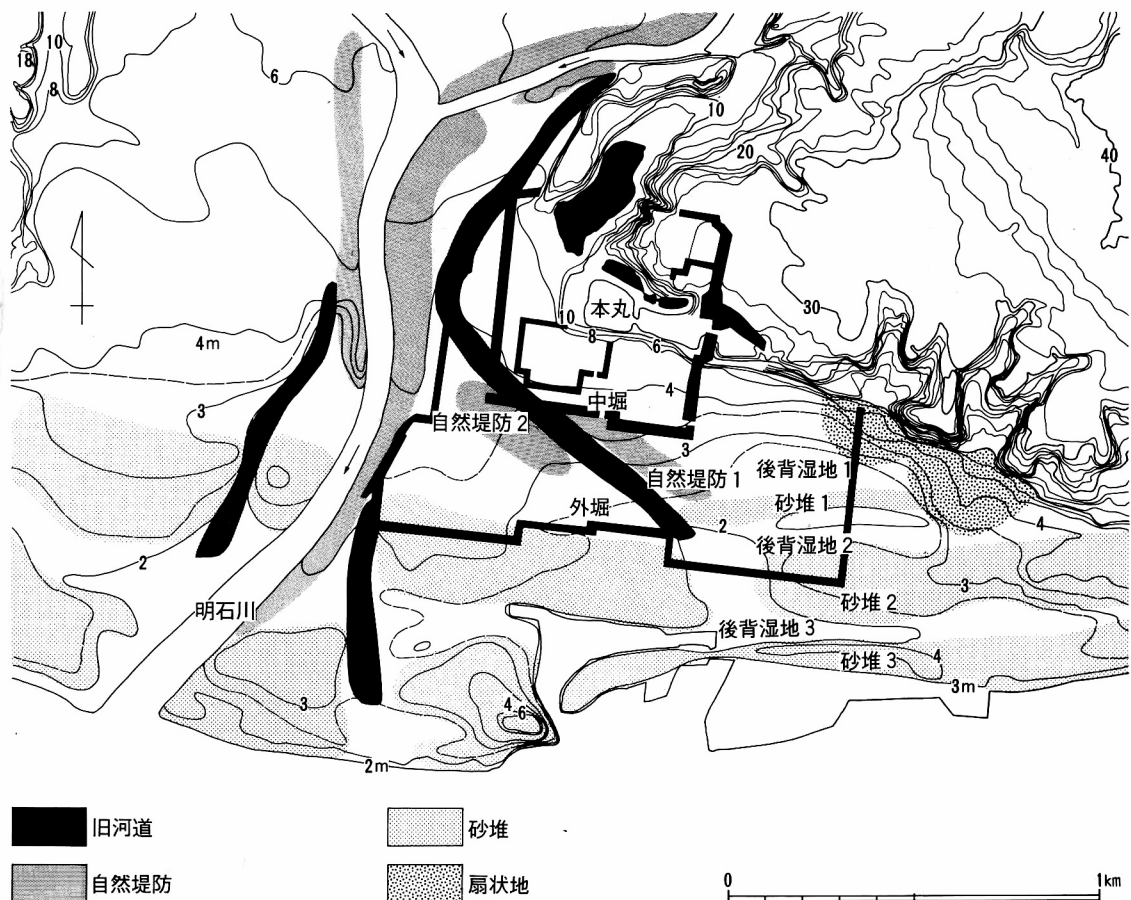 10
18
8
6
10
20
40
30
本丸
10
8
6
4m
4
中堀
3
自然堤防2
3
後背湿地1
自然堤防1
砂堆1
外堀
2
4
後背湿地2
2
3
砂堆2
明石川
後背湿地3
4
砂堆3
3
4
6
3m
2m
旧河道
砂堆
自然堤防
扇状地
0
1km